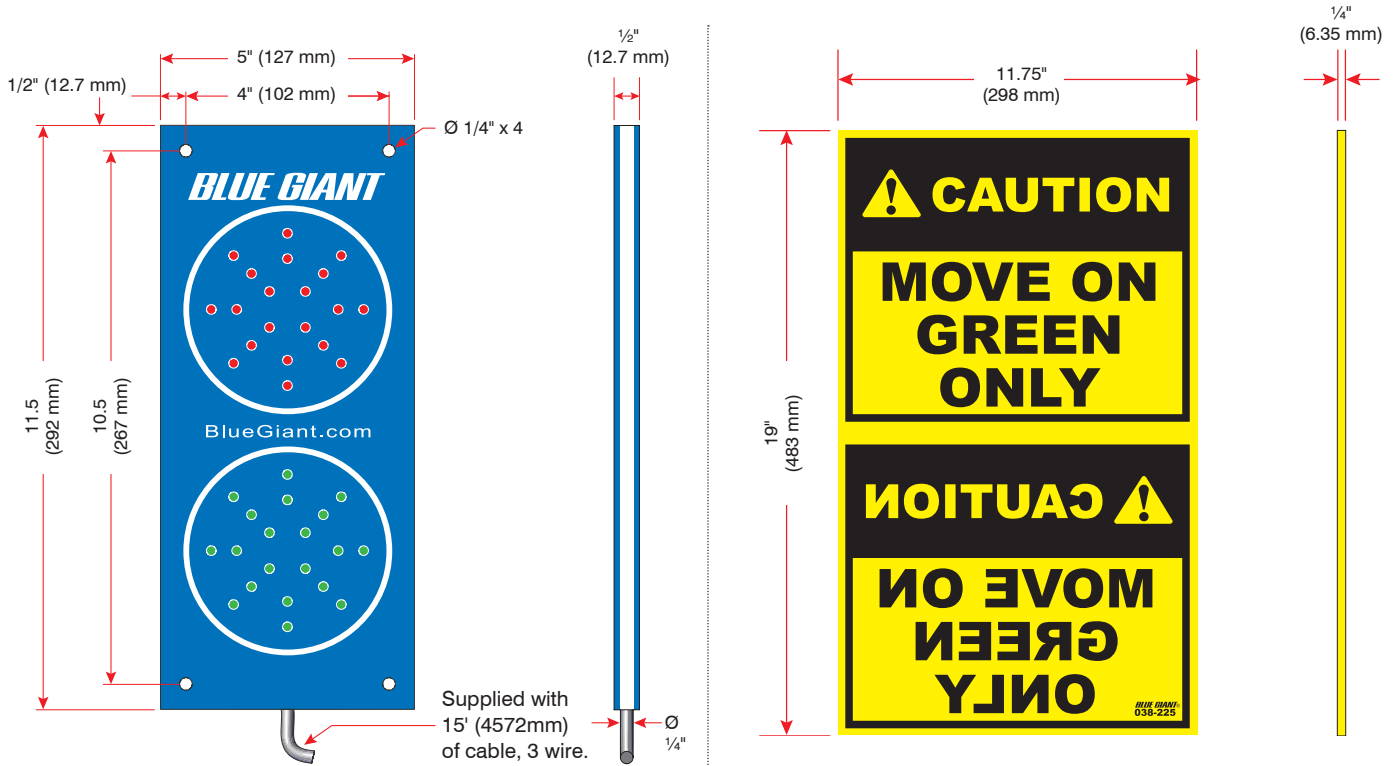 5" (127 mm)
1/2" (12.7 mm)
4" (102 mm)
Ø 1/4" x 4
11.5
(292 mm)
10.5
(267 mm)
BLUE GIANT
BlueGiant.com
Supplied with
15' (4572mm)
of cable, 3 wire.
½"
(12.7 mm)
Ø
¼"
11.75"
(298 mm)
¼"
(6.35 mm)
19"
(483 mm)
CAUTION
MOVE ON
GREEN
ONLY
CAUTION
MOVE ON
GREEN
ONLY
BLUE GIANT®
038-225